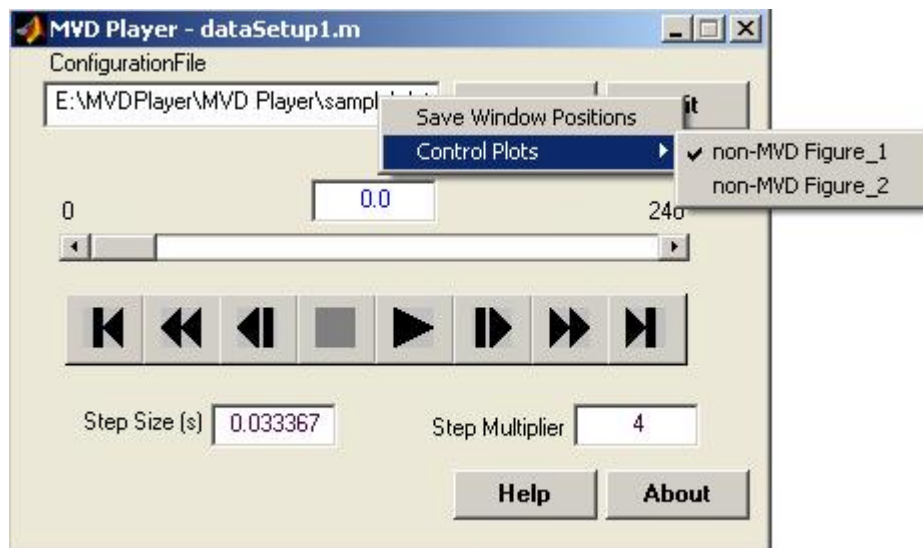 MVD Player - dataSetup1.m
ConfigurationFile
E:\MVDPlayer\MVD Player\sampl
Save Window Positions
Control Plots
non-MVD Figure_1
non-MVD Figure_2
0
0.0
Step Size (s)
0.033367
Step Multiplier
4
Help
About